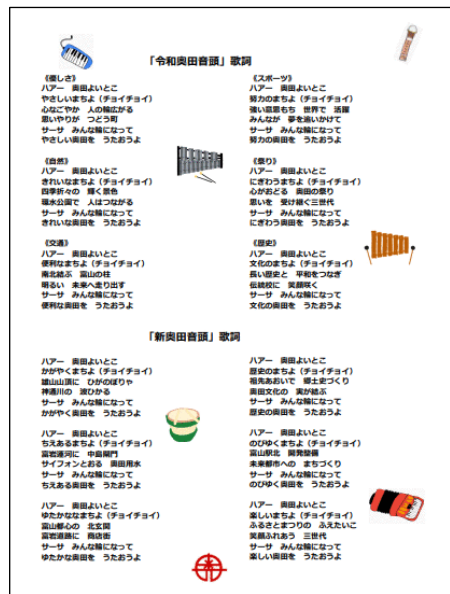 「令和奥田音頭」歌詞
《優しさ》
ハアー　奥田よいとこ
やさしいまちよ（チョイチョイ）
心なごやか　人の輪広がる
思いやりが　つどう町
サーサ　みんな輪になって
やさしい奥田を　うたおうよ
《自然》
ハアー　奥田よいとこ
きれいなまちよ（チョイチョイ）
四季折々の　輝く景色
環水公園で　人はつながる
サーサ　みんな輪になって
きれいな奥田を　うたおうよ
《交通》
ハアー　奥田よいとこ
便利なまちよ（チョイチョイ）
南北結ぶ　富山の柱
明るい　未来へ走り出す
サーサ　みんな輪になって
便利な奥田を　うたおうよ
《スポーツ》
ハアー　奥田よいとこ
努力のまちよ（チョイチョイ）
強い意思もち　世界で　活躍
みんなが　夢を追いかけて
サーサ　みんな輪になって
努力の奥田を　うたおうよ
《祭り》
ハアー　奥田よいとこ
にぎわうまちよ（チョイチョイ）
心がおどる　奥田の祭り
思いを　受け継ぐ三世代
サーサ　みんな輪になって
にぎわう奥田を　うたおうよ
《歴史》
ハアー　奥田よいとこ
文化のまちよ（チョイチョイ）
長い歴史と　平和をつなぎ
伝統校に　笑顔咲く
サーサ　みんな輪になって
文化の奥田を　うたおうよ
「新奥田音頭」歌詞
ハアー　奥田よいとこ
かがやくまちよ（チョイチョイ）
雄山山頂に　ひがのぼりゃ
神通川の　波ひかる
サーサ　みんな輪になって
かがやく奥田を　うたおうよ
ハアー　奥田よいとこ
ちえあるまちよ（チョイチョイ）
富岩運河に　中島閘門
サイフォンとおる　奥田用水
サーサ　みんな輪になって
ちえある奥田を　うたおうよ
ハアー　奥田よいとこ
ゆたかななまちよ（チョイチョイ）
富山都心の　北玄関
富岩道路に　商店街
サーサ　みんな輪になって
ゆたかな奥田を　うたおうよ
ハアー　奥田よいとこ
歴史のまちよ（チョイチョイ）
祖先あおいで　郷土史づくり
奥田文化の　実が結ぶ
サーサ　みんな輪になって
歴史の奥田を　うたおうよ
ハアー　奥田よいとこ
のびゆくまちよ（チョイチョイ）
富山駅北　開発整備
未来都市への　まちづくり
サーサ　みんな輪になって
のびゆく奥田を　うたおうよ
ハアー　奥田よいとこ
楽しいまちよ（チョイチョイ）
ふるさとまつりの　ふえたいこ
笑顔ふれあう　三世代
サーサ　みんな輪になって
楽しい奥田を　うたおうよ